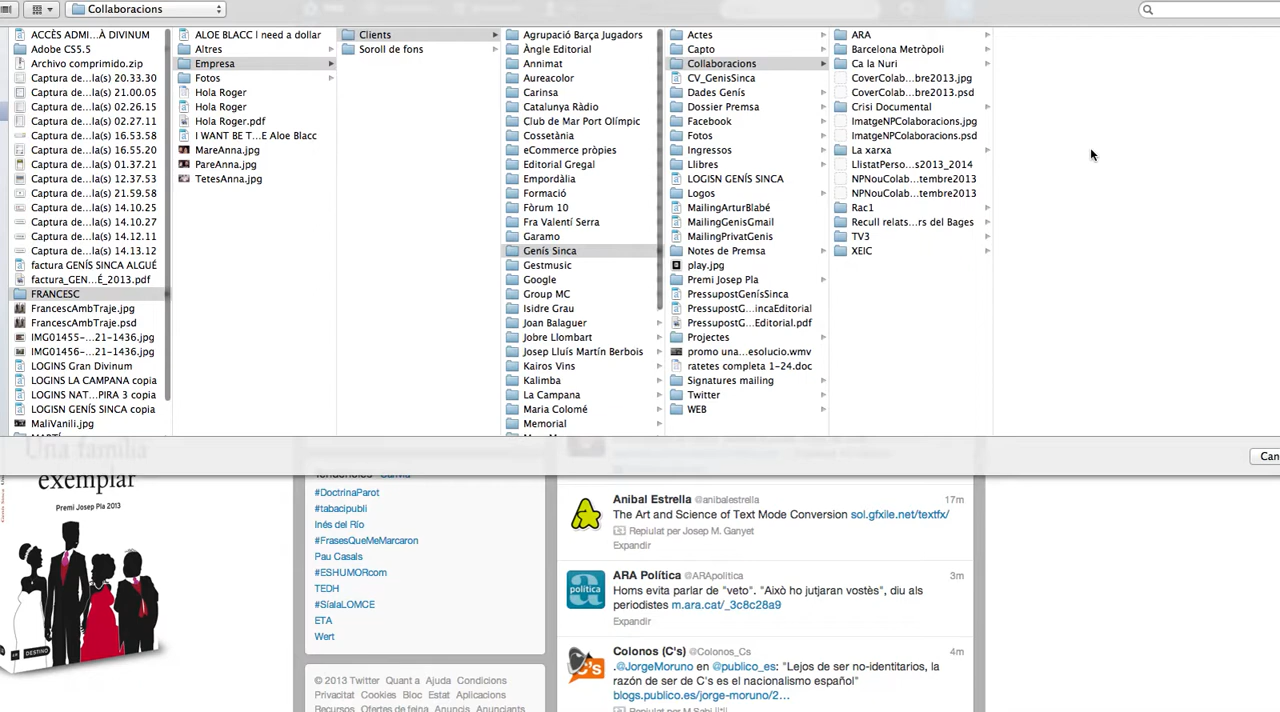 Collaboracions
ACCÈS ADMI...À DIVINUM
Adobe CS5.5
Archivo comprimido.zip
Captura de...la(s) 20.33.30
Captura de...la(s) 21.00.05
Captura de...la(s) 02.26.15
Captura de...la(s) 02.27.11
Captura de...la(s) 16.53.58
Captura de...la(s) 16.55.20
Captura de...la(s) 01.37.21
Captura de...la(s) 12.37.53
Captura de...la(s) 21.59.58
Captura de...la(s) 14.10.25
Captura de...la(s) 14.10.27
Captura de...la(s) 14.12.11
Captura de...la(s) 14.13.12
factura GENÍS SINCA ALGUÉ
factura_GEN...É_2013.pdf
FRANCESC
FrancescAmbTraje.jpg
FrancescAmbTraje.psd
IMG01455-...21-1436.jpg
IMG01456-...21-1436.jpg
LOGINS Gran Divinum
LOGINS LA CAMPANA copia
LOGINS NAT...PIRA 3 copia
LOGISN GENÍS SINCA copia
MaliVanili.jpg
MARTÍ
ALOE BLACC I need a dollar
Altres
Empresa
Fotos
Hola Roger
Hola Roger
Hola Roger.pdf
I WANT BE T...E Aloe Blacc
MareAnna.jpg
PareAnna.jpg
TetesAnna.jpg
Clients
Soroll de fons
Agrupació Barça Jugadors
Àngle Editorial
Annimat
Aureacolor
Carinsa
Catalunya Ràdio
Club de Mar Port Olímpic
Cossetània
eCommerce pròpies
Editorial Gregal
Empordàlia
Formació
Fòrum 10
Fra Valentí Serra
Garamo
Genís Sinca
Gestmusic
Google
Group MC
Isidre Grau
Joan Balaguer
Jobre Llombart
Josep Lluís Martín Berbois
Kairos Vins
Kalimba
La Campana
Maria Colomé
Memorial
Actes
Capto
Collaboracions
CV_GenisSinca
Dades Genís
Dossier Premsa
Facebook
Fotos
Ingressos
Llibres
LOGISN GENÍS SINCA
Logos
MailingArturBlabé
MailingGenisGmail
MailingPrivatGenis
Notes de Premsa
play.jpg
Premi Josep Pla
PressupostGenísSinca
PressupostG...incaEditorial
PressupostG...Editorial.pdf
Projectes
promo una...esolucio.wmv
ratetes completa 1-24.doc
Signatures mailing
Twitter
WEB
ARA
Barcelona Metròpoli
Ca la Nuri
CoverColab...bre2013.jpg
CoverColab...bre2013.psd
Crisi Documental
ImatgeNPColaboracions.jpg
ImatgeNPColaboracions.psd
La xarxa
LlistatPerso...s2013_2014
NPNouColab...tembre2013
NPNouColab...tembre2013
Rac1
Recull relats...rs del Bages
TV3
XEIC
Can
Una família
exemplar
Premi Josep Pla 2013
DESTINO
Tendències · Canvia
#DoctrinaParot
#tabacipubli
Inés del Río
#FrasesQueMeMarcaron
Pau Casals
#ESHUMORcom
TEDH
#SíalaLOMCE
ETA
Wert
© 2013 Twitter Quant a Ajuda Condicions
Privacitat Cookies Bloc Estat Aplicacions
Recursos Ofertes de feina Anuncis Anunciants
Anibal Estrella @anibalestrella 17m
The Art and Science of Text Mode Conversion sol.gfxile.net/textfx/
Repiulat per Josep M. Ganyet
Expandir
política
ARA Política @ARApolitica 3m
Homs evita parlar de "veto". "Això ho jutjaran vostès", diu als
periodistes m.ara.cat/_3c8c28a9
Expandir
C's
Colonos (C's) @Colonos_Cs 4m
.@JorgeMoruno en @publico_es: "Lejos de ser no-identitarios, la
razón de ser de C's es el nacionalismo español"
blogs.publico.es/jorge-moruno/2...
Repiulat per M.Sabi